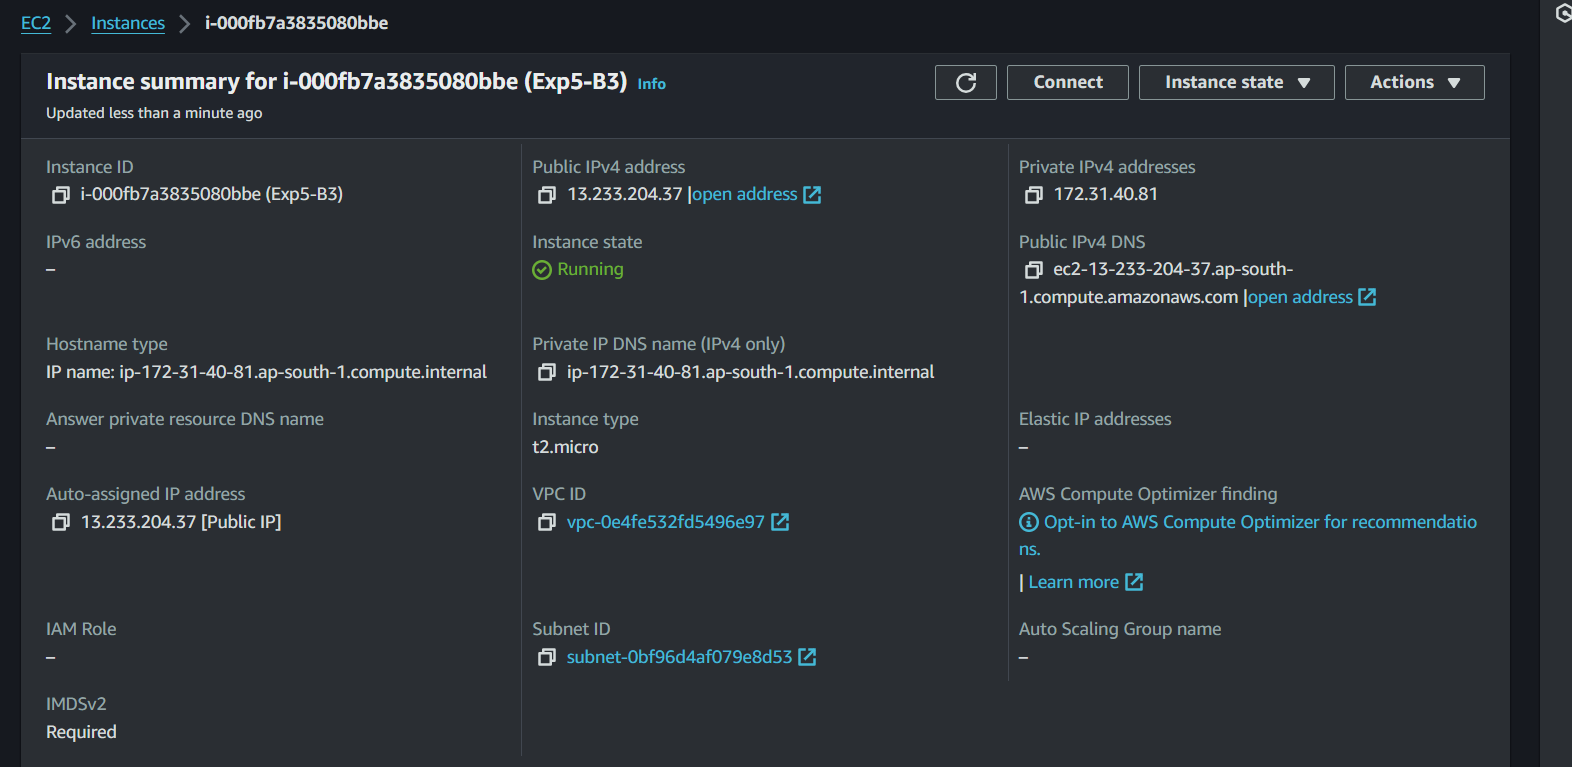 EC2 > Instances > i-000fb7a3835080bbe
Instance summary for i-000fb7a3835080bbe (Exp5-B3) Info
Updated less than a minute ago
Connect
Instance state
Actions
Instance ID
i-000fb7a3835080bbe (Exp5-B3)
Public IPv4 address
13.233.204.37 |open address
Private IPv4 addresses
172.31.40.81
IPv6 address
–
Instance state
Running
Public IPv4 DNS
ec2-13-233-204-37.ap-south-
1.compute.amazonaws.com |open address
Hostname type
IP name: ip-172-31-40-81.ap-south-1.compute.internal
Private IP DNS name (IPv4 only)
ip-172-31-40-81.ap-south-1.compute.internal
Answer private resource DNS name
–
Instance type
t2.micro
Elastic IP addresses
–
Auto-assigned IP address
13.233.204.37 [Public IP]
VPC ID
vpc-0e4fe532fd5496e97
AWS Compute Optimizer finding
Opt-in to AWS Compute Optimizer for recommendatio
ns.
| Learn more
IAM Role
–
Subnet ID
subnet-0bf96d4af079e8d53
Auto Scaling Group name
–
IMDSv2
Required